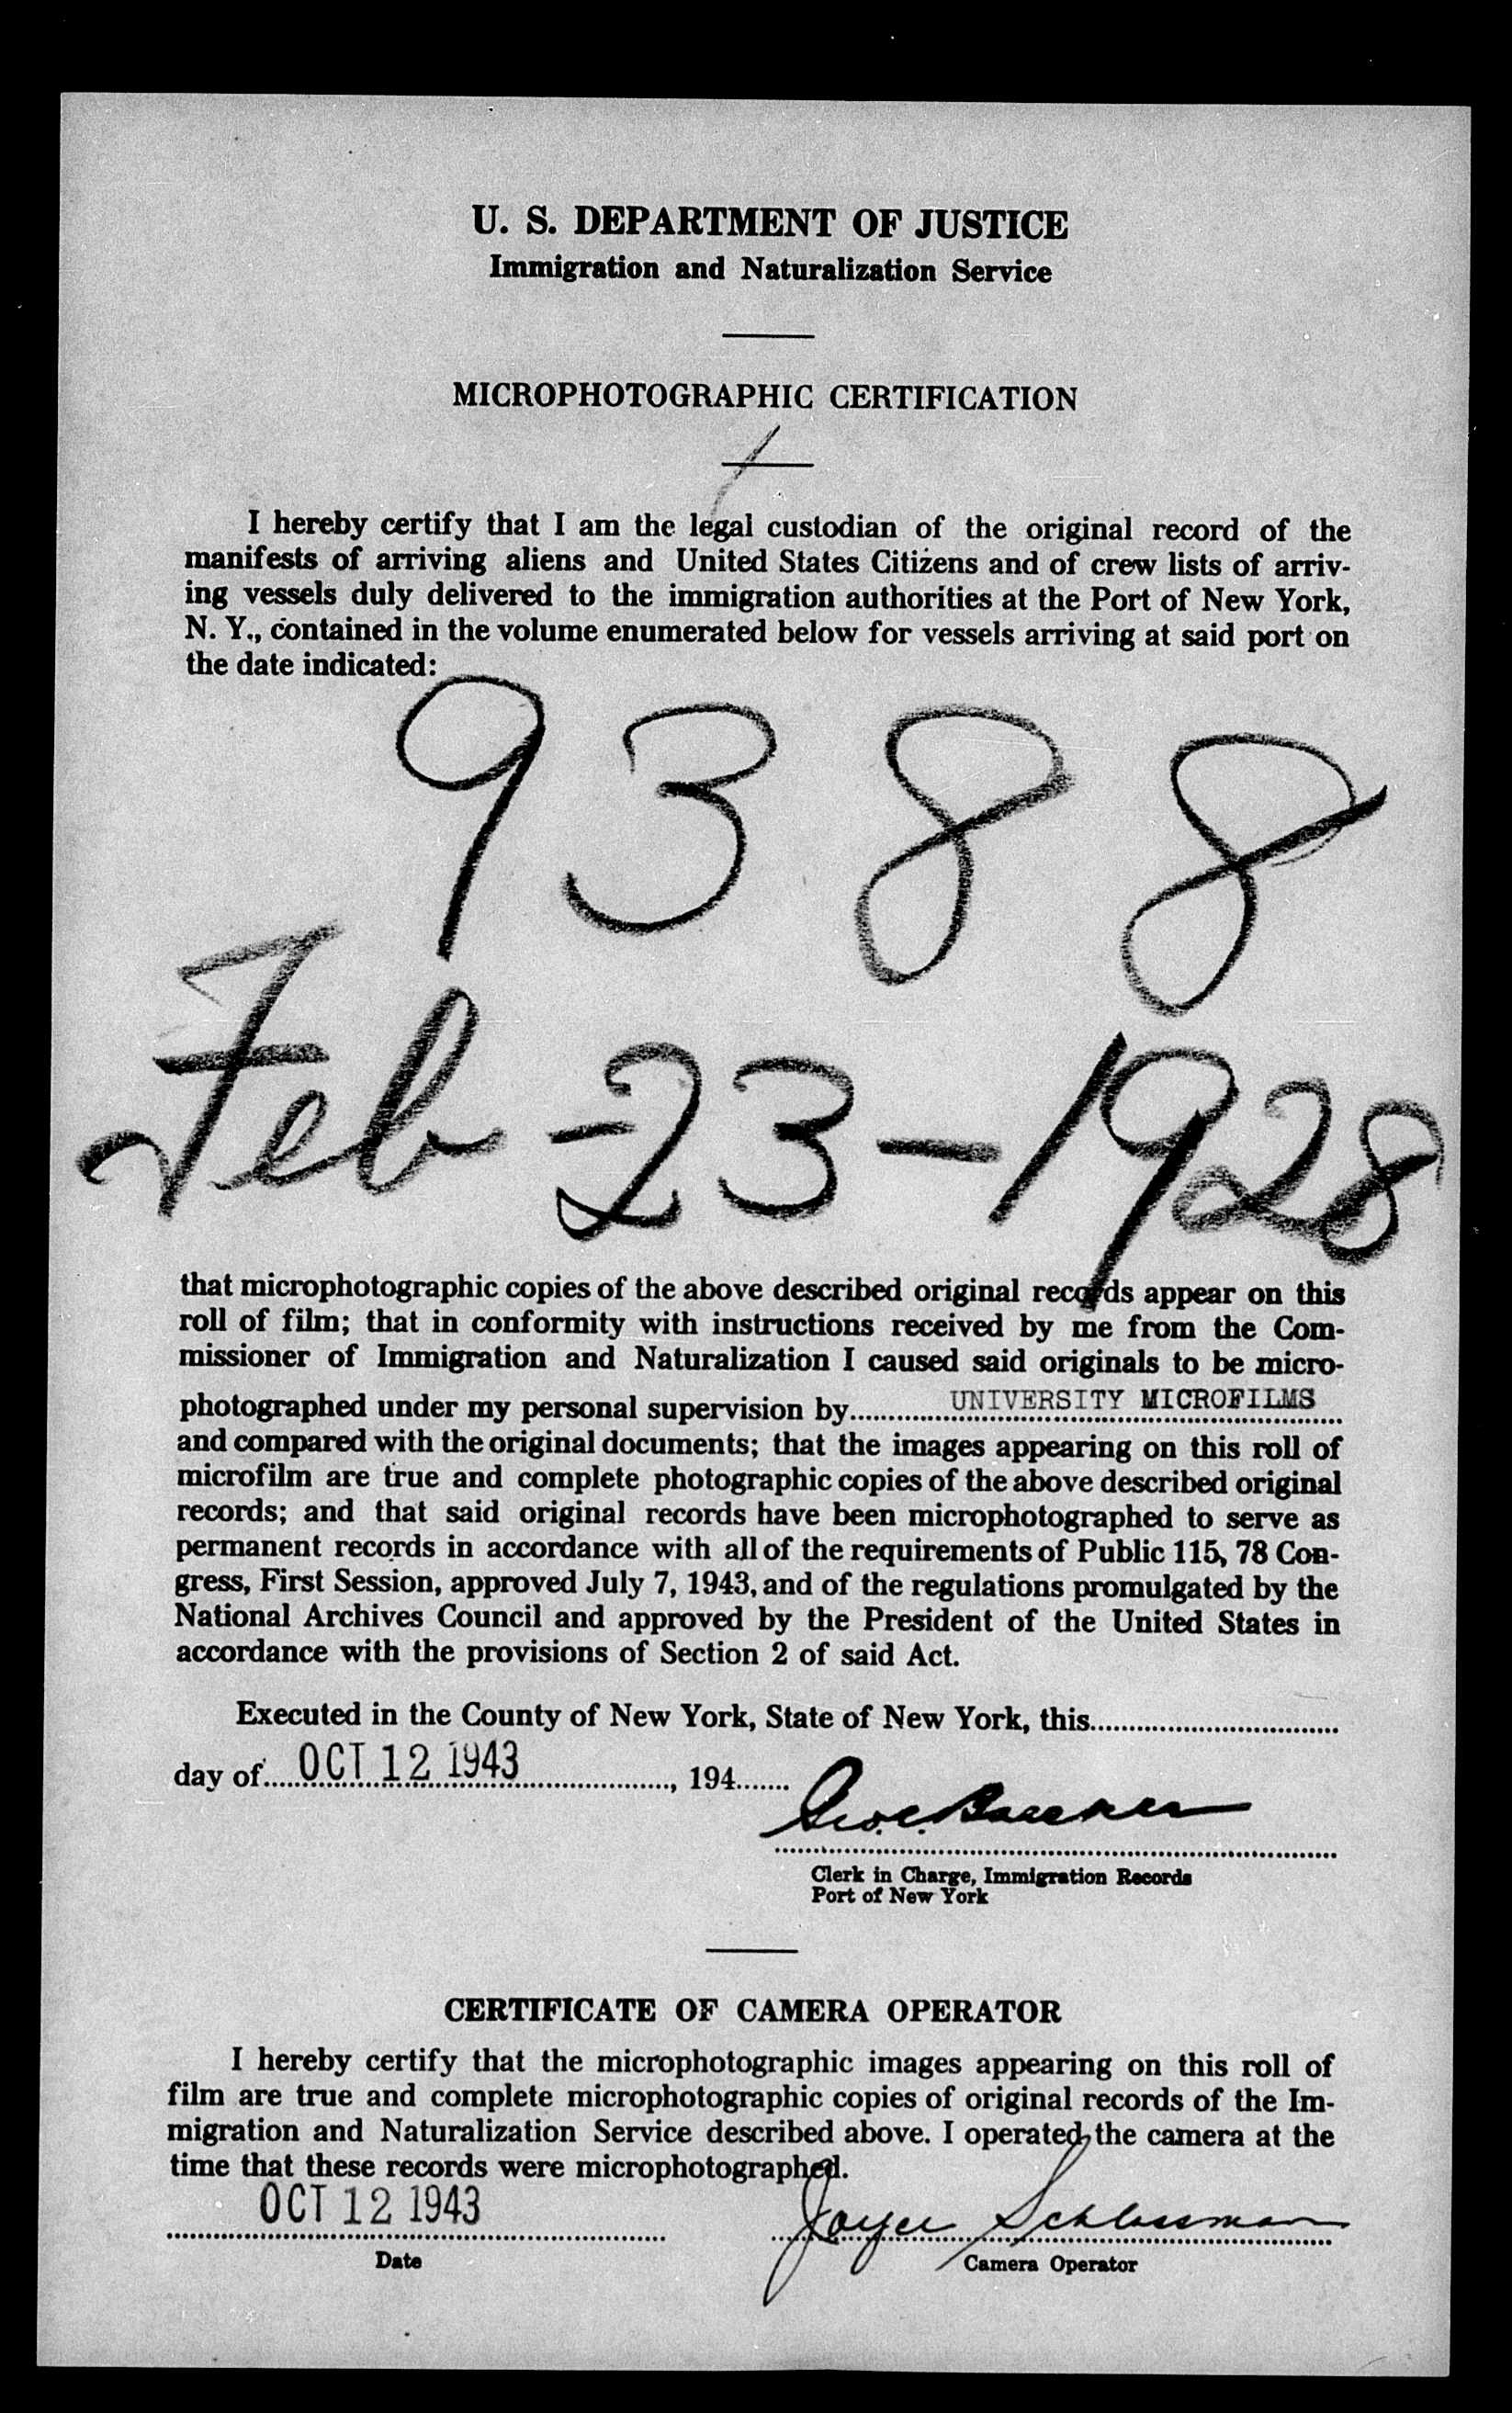 U. S. DEPARTMENT OF JUSTICE
Immigration and Naturalization Service
MICROPHOTOGRAPHIC CERTIFICATION
I hereby certify that I am the legal custodian of the original record of the
manifests of arriving aliens and United States Citizens and of crew lists of arriv-
ing vessels duly delivered to the immigration authorities at the Port of New York,
N. Y., contained in the volume enumerated below for vessels arriving at said port on
the date indicated:
9388
Feb-23-1928
that microphotographic copies of the above described original records appear on this
roll of film; that in conformity with instructions received by me from the Com-
missioner of Immigration and Naturalization I caused said originals to be micro-
photographed under my personal supervision by UNIVERSITY MICROFILMS
and compared with the original documents; that the images appearing on this roll of
microfilm are true and complete photographic copies of the above described original
records; and that said original records have been microphotographed to serve as
permanent records in accordance with all of the requirements of Public 115, 78 Con-
gress, First Session, approved July 7, 1943, and of the regulations promulgated by the
National Archives Council and approved by the President of the United States in
accordance with the provisions of Section 2 of said Act.
Executed in the County of New York, State of New York, this
day of OCT 12 1943, 194
Clerk in Charge, Immigration Records
Port of New York
CERTIFICATE OF CAMERA OPERATOR
I hereby certify that the microphotographic images appearing on this roll of
film are true and complete microphotographic copies of original records of the Im-
migration and Naturalization Service described above. I operated the camera at the
time that these records were microphotographed.
OCT 12 1943 Joyce Schlossman
Date Camera Operator